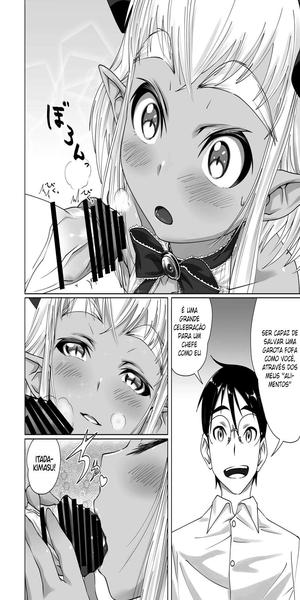 ぽろんっ
SER CAPAZ DE
SALVAR UMA
GAROTA FOFA
COMO VOCÊ,
ATRAVÉS DOS
MEUS "ALI-
MENTOS"
É UMA
GRANDE
CELEBRAÇÃO
PARA UM
CHEFE
COMO EU
ITADA-
KIMASU!